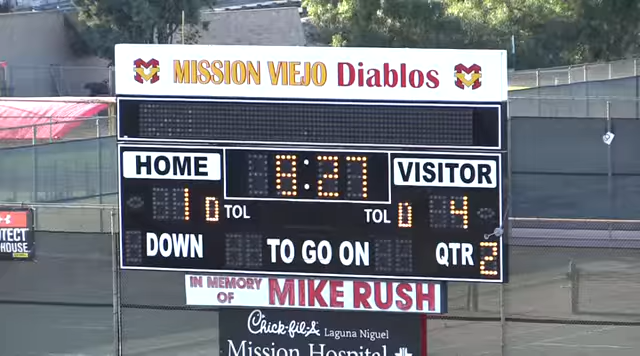 MISSION VIEJO Diablos
8:27
HOME
VISITOR
1 0 TOL
TOL 0 4
DOWN TO GO ON QTR 2
IN MEMORY OF MIKE RUSH
Chick-fil-A Laguna Niguel
Mission Hospital
TECT
HOUSE.